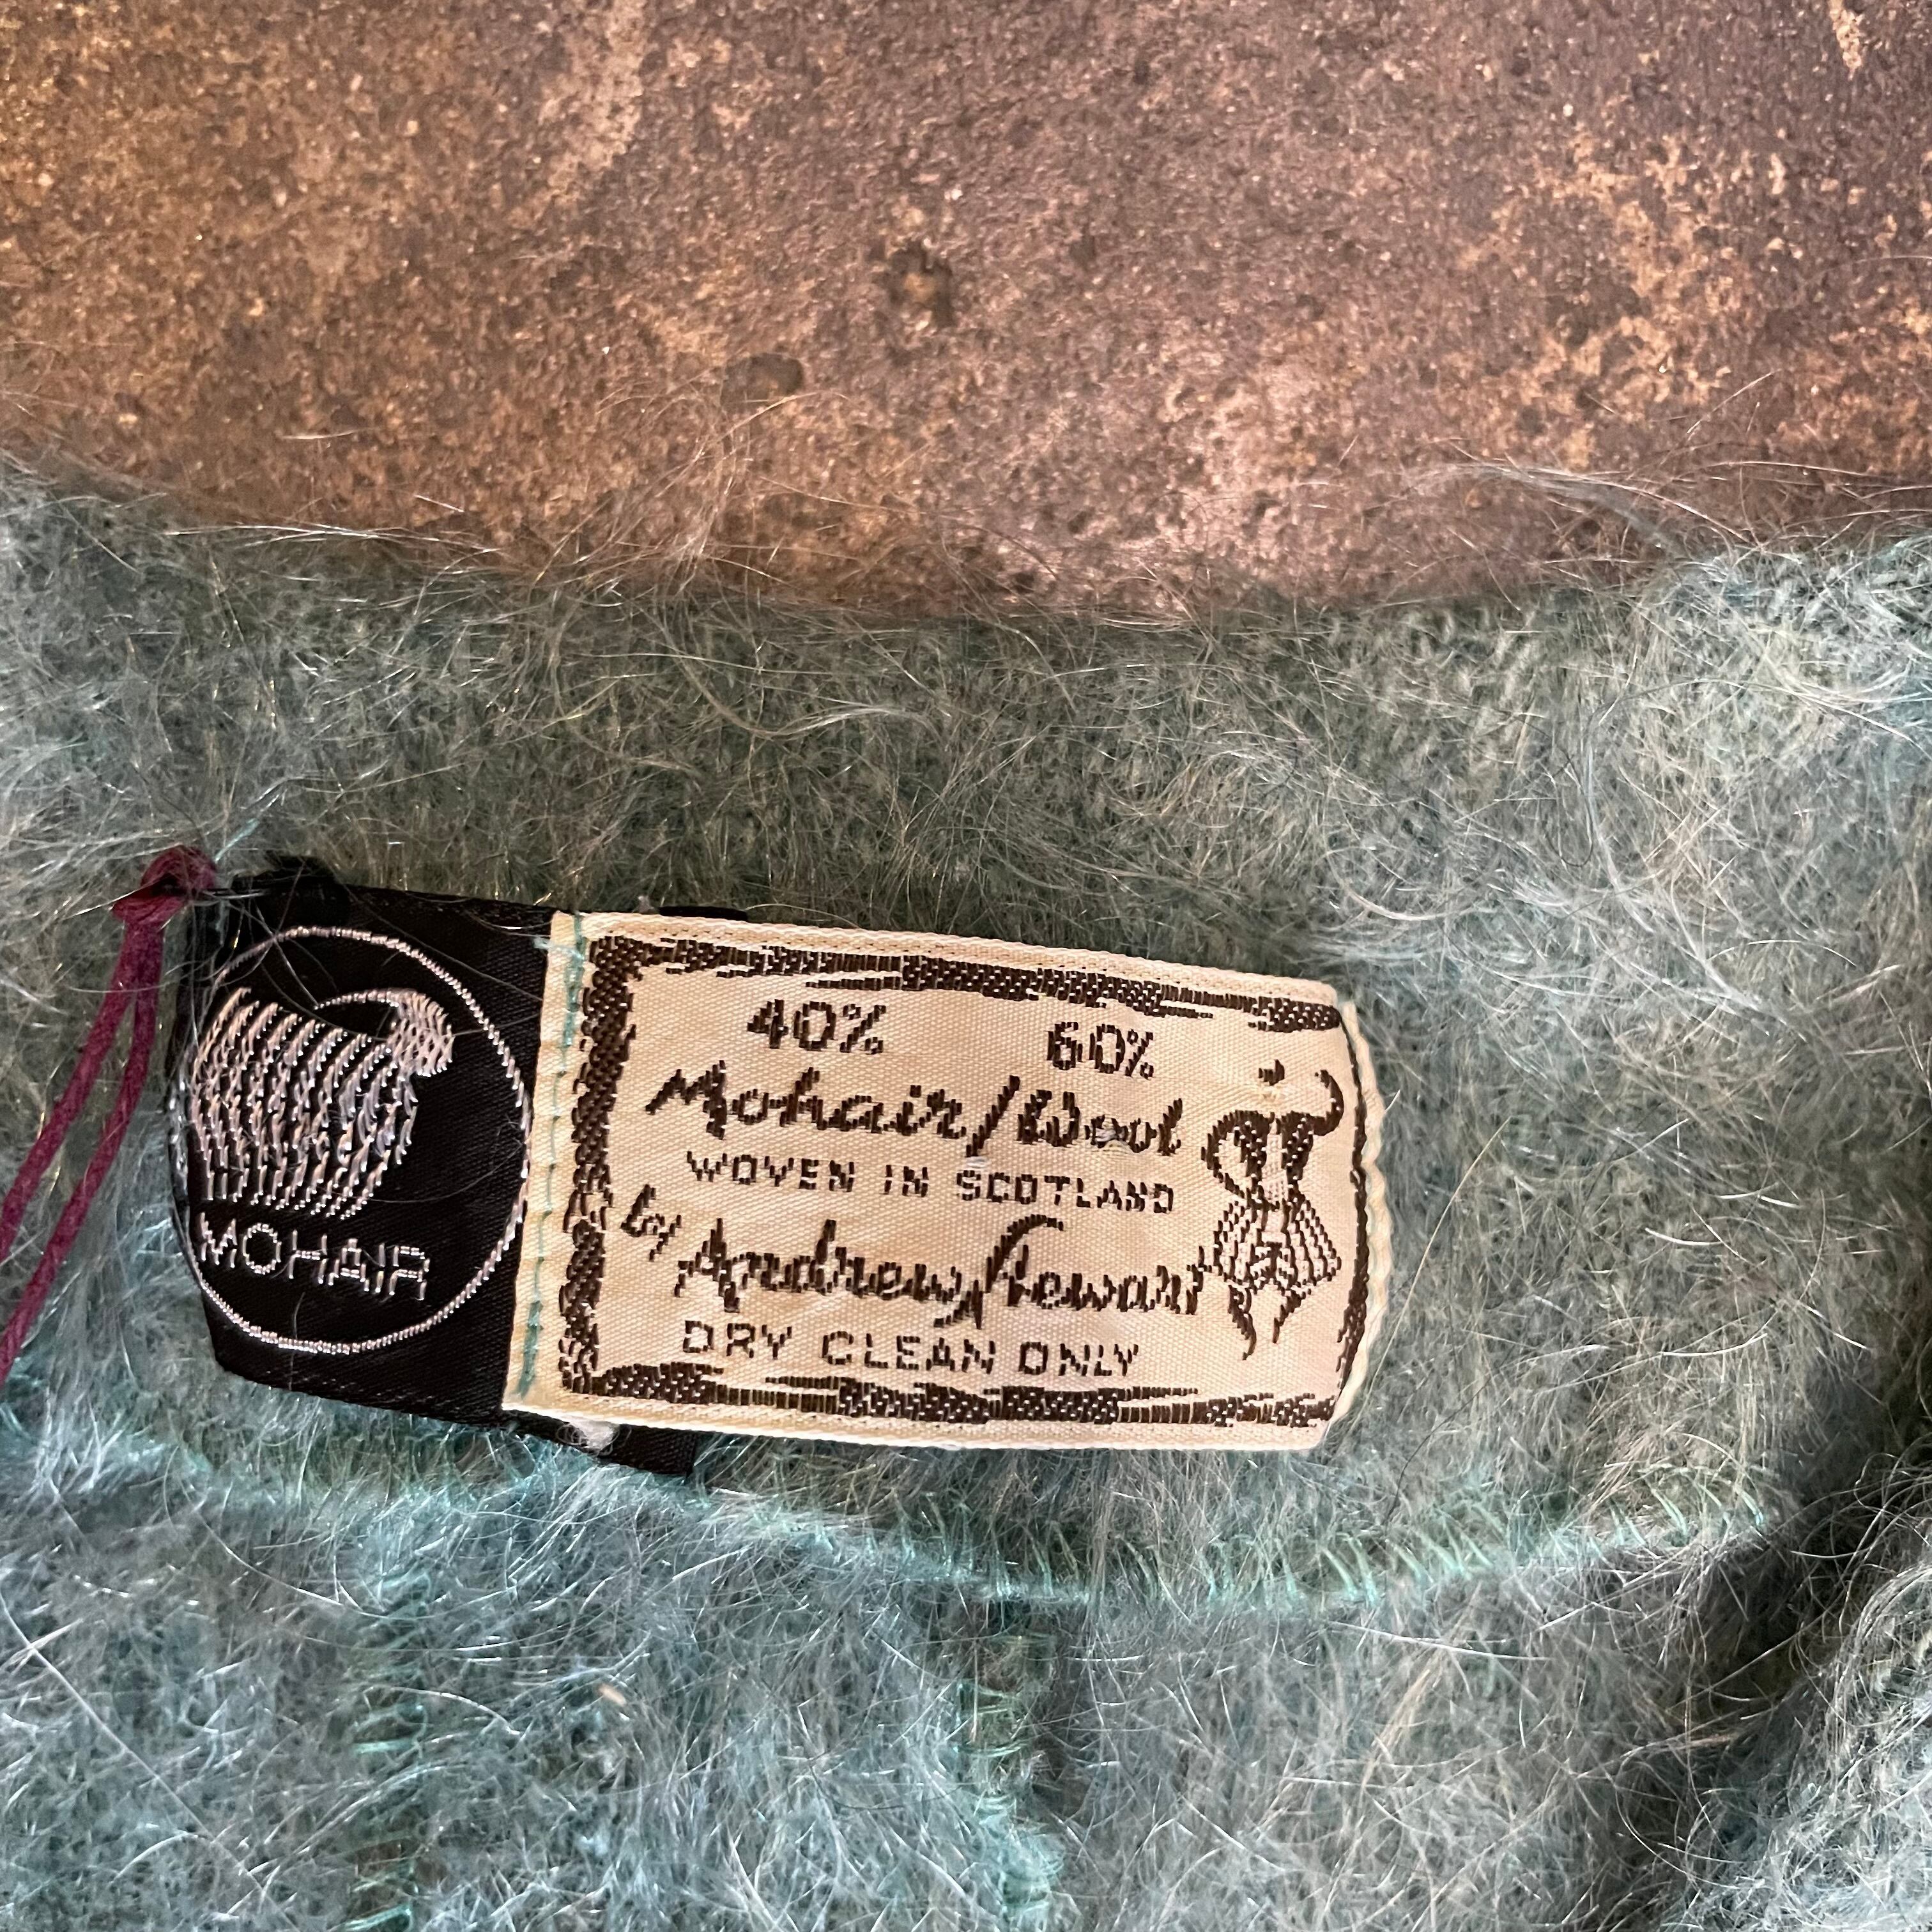 MOHAIR
40% 60%
Mohair/Wool
WOVEN IN SCOTLAND
by Andrew Stewart
DRY CLEAN ONLY